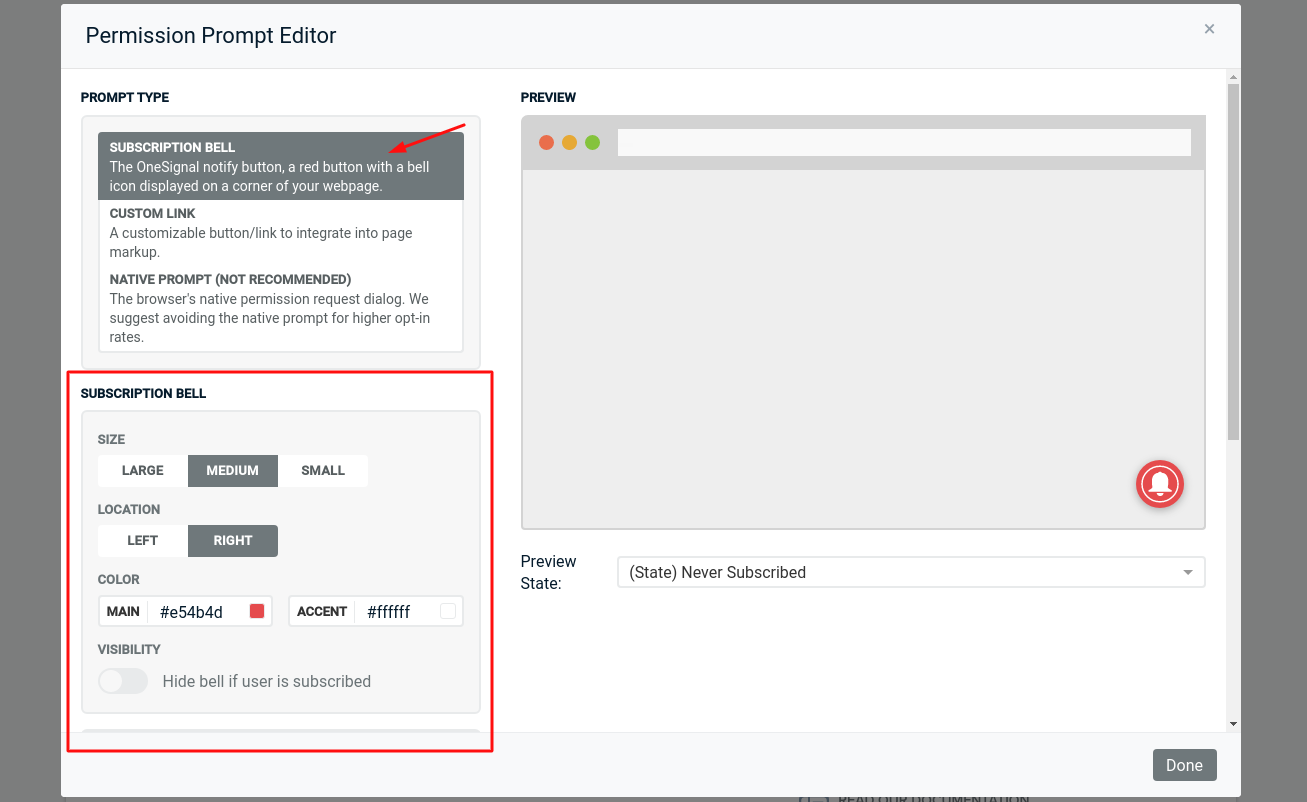 Permission Prompt Editor
×
PROMPT TYPE
SUBSCRIPTION BELL
The OneSignal notify button, a red button with a bell
icon displayed on a corner of your webpage.
CUSTOM LINK
A customizable button/link to integrate into page
markup.
NATIVE PROMPT (NOT RECOMMENDED)
The browser's native permission request dialog. We
suggest avoiding the native prompt for higher opt-in
rates.
SUBSCRIPTION BELL
SIZE
LARGE MEDIUM SMALL
LOCATION
LEFT RIGHT
COLOR
MAIN #e54b4d ACCENT #ffffff
VISIBILITY
Hide bell if user is subscribed
PREVIEW
Preview
State:
(State) Never Subscribed
Done
READ OUR DOCUMENTATION